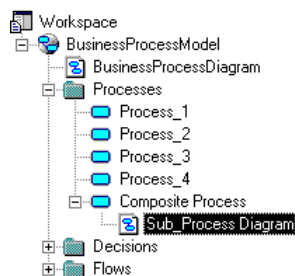 Workspace
BusinessProcessModel
BusinessProcessDiagram
Processes
Process_1
Process_2
Process_3
Process_4
Composite Process
Sub_Process Diagram
Decisions
Flows